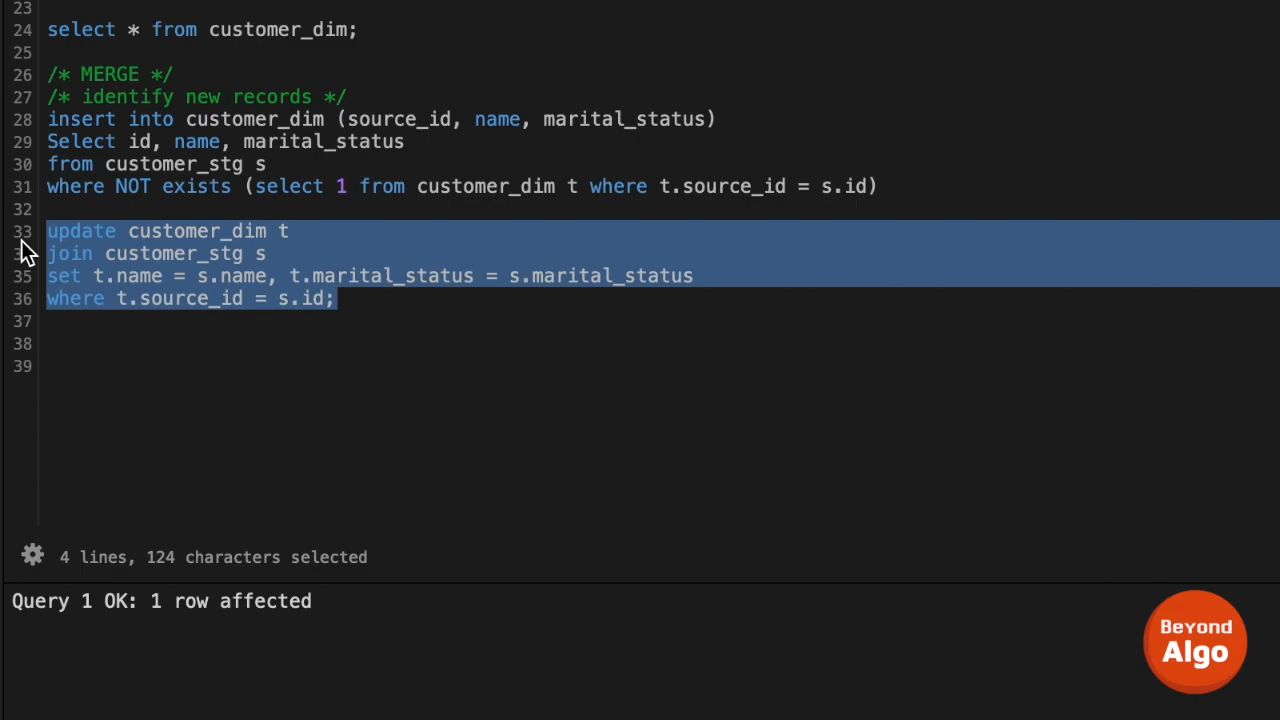 23
24 select * from customer_dim;
25
26 /* MERGE */
27 /* identify new records */
28 insert into customer_dim (source_id, name, marital_status)
29 Select id, name, marital_status
30 from customer_stg s
31 where NOT exists (select 1 from customer_dim t where t.source_id = s.id)
32
33 update customer_dim t
join customer_stg s
35 set t.name = s.name, t.marital_status = s.marital_status
36 where t.source_id = s.id;
37
38
39
4 lines, 124 characters selected
Query 1 OK: 1 row affected
Beyond
Algo